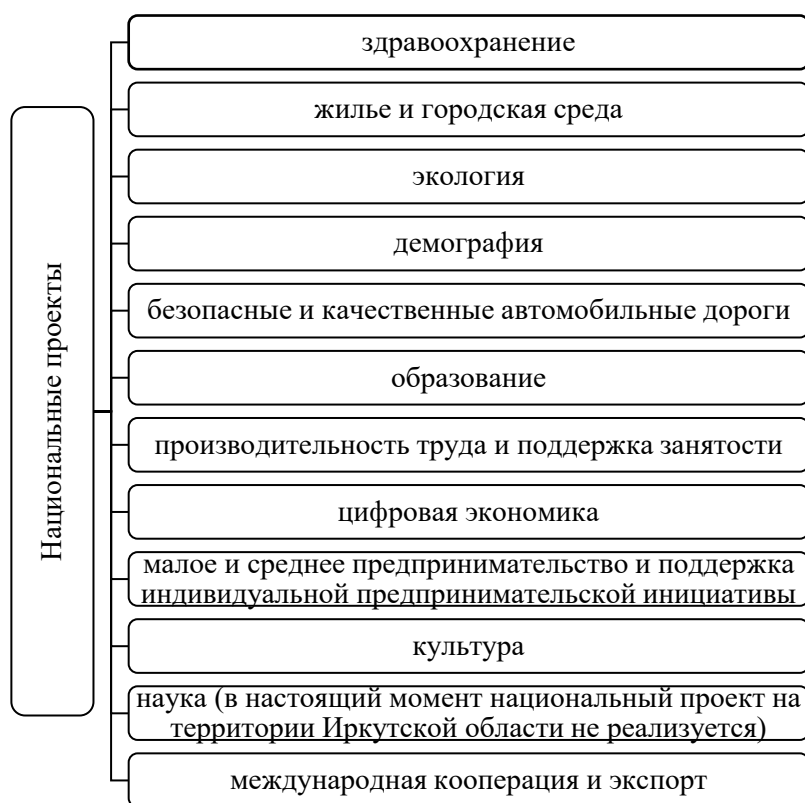 Национальные проекты
здравоохранение
жилье и городская среда
экология
демография
безопасные и качественные автомобильные дороги
образование
производительность труда и поддержка занятости
цифровая экономика
малое и среднее предпринимательство и поддержка
индивидуальной предпринимательской инициативы
культура
наука (в настоящий момент национальный проект на
территории Иркутской области не реализуется)
международная кооперация и экспорт